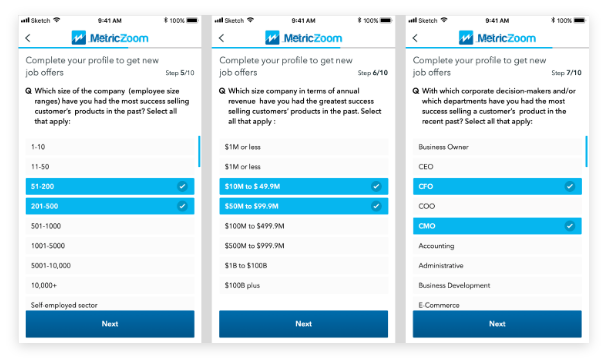 Sketch 9:41 AM 100%
MetricZoom
Complete your profile to get new
job offers Step 5/10
Q Which size of the company (employee size
ranges) have you had the most success selling
customer's products in the past? Select all
that apply:
1-10
11-50
51-200
201-500
501-1000
1001-5000
5001-10,000
10,000+
Self-employed sector
Next
Sketch 9:41 AM 100%
MetricZoom
Complete your profile to get new
job offers Step 6/10
Q Which size company in terms of annual
revenue have you had the greatest success
selling customers' products in the past. Select
all that apply :
$1M or less
$1M or less
$10M to $ 49.9M
$50M to $99.9M
$100M to $499.9M
$500M to $999.9M
$1B to $100B
$100B plus
Next
Sketch 9:41 AM 100%
MetricZoom
Complete your profile to get new
job offers Step 7/10
Q With which corporate decision-makers and/or
which departments have you had the most
success selling a customer's product in the
recent past? Select all that apply:
Business Owner
CEO
CFO
COO
CMO
Accounting
Administrative
Business Development
E-Commerce
Next